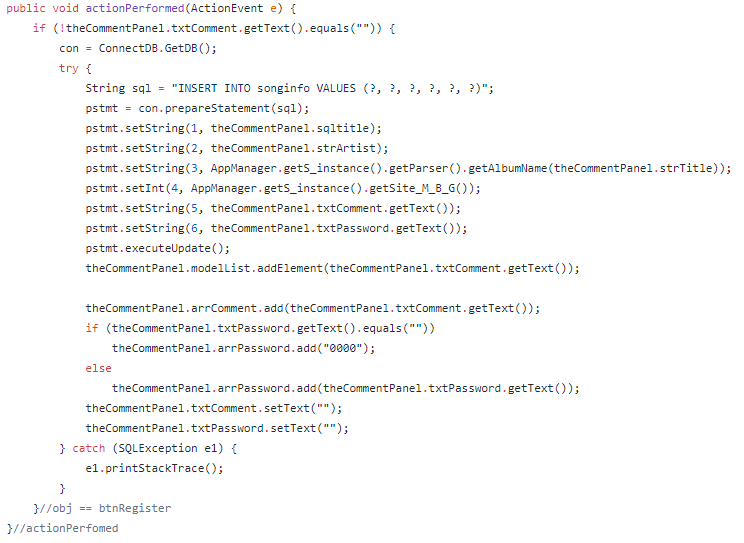 public void actionPerformed(ActionEvent e) {
    if (!theCommentPanel.txtComment.getText().equals("")) {
        con = ConnectDB.GetDB();
        try {
            String sql = "INSERT INTO songinfo VALUES (?, ?, ?, ?, ?, ?)";
            pstmt = con.prepareStatement(sql);
            pstmt.setString(1, theCommentPanel.sqltitle);
            pstmt.setString(2, theCommentPanel.strArtist);
            pstmt.setString(3, AppManager.getS_instance().getParser().getAlbumName(theCommentPanel.strTitle));
            pstmt.setInt(4, AppManager.getS_instance().getSite_M_B_G());
            pstmt.setString(5, theCommentPanel.txtComment.getText());
            pstmt.setString(6, theCommentPanel.txtPassword.getText());
            pstmt.executeUpdate();
            theCommentPanel.modelList.addElement(theCommentPanel.txtComment.getText());

            theCommentPanel.arrComment.add(theCommentPanel.txtComment.getText());
            if (theCommentPanel.txtPassword.getText().equals(""))
                theCommentPanel.arrPassword.add("0000");
            else
                theCommentPanel.arrPassword.add(theCommentPanel.txtPassword.getText());
            theCommentPanel.txtComment.setText("");
            theCommentPanel.txtPassword.setText("");
        } catch (SQLException e1) {
            e1.printStackTrace();
        }
    }//obj == btnRegister
}//actionPerfomed